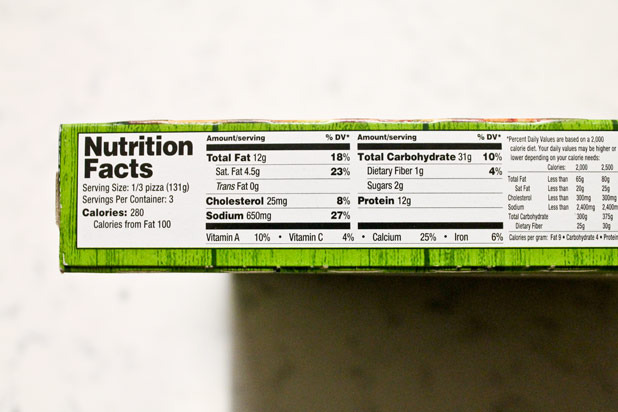 Nutrition
Facts
Serving Size: 1/3 pizza (131g)
Servings Per Container: 3
Calories: 280
Calories from Fat 100
Amount/serving % DV*
Total Fat 12g 18%
Sat. Fat 4.5g 23%
Trans Fat 0g
Cholesterol 25mg 8%
Sodium 650mg 27%
Amount/serving % DV*
Total Carbohydrate 31g 10%
Dietary Fiber 1g 4%
Sugars 2g
Protein 12g
Vitamin A 10% • Vitamin C 4% • Calcium 25% • Iron 6%
*Percent Daily Values are based on a 2,000
calorie diet. Your daily values may be higher or
lower depending on your calorie needs:
Calories: 2,000 2,500
Total Fat Less than 65g 80g
Sat Fat Less than 20g 25g
Cholesterol Less than 300mg 300mg
Sodium Less than 2,400mg 2,400m
Total Carbohydrate 300g 375g
Dietary Fiber 25g 30g
Calories per gram: Fat 9 • Carbohydrate 4 • Protein